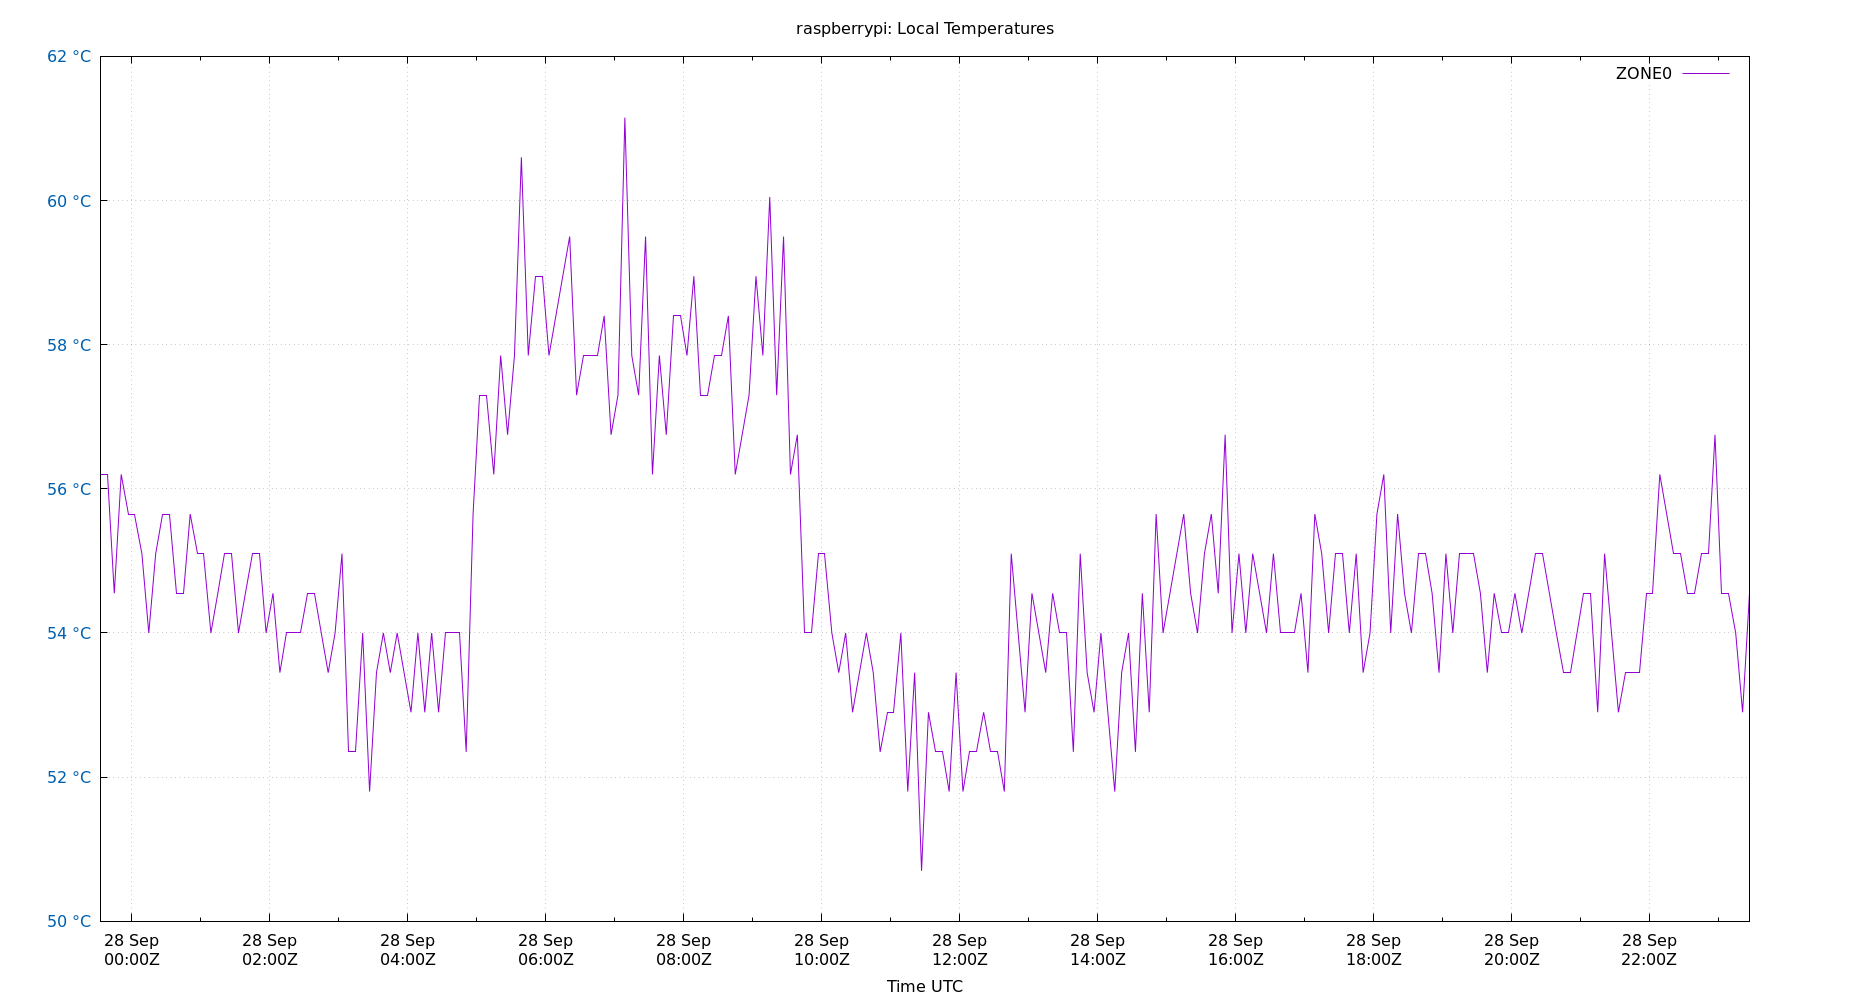 raspberrypi: Local Temperatures
62 °C
ZONE0
60 °C
58 °C
56 °C
54 °C
52 °C
50 °C
28 Sep 28 Sep 28 Sep 28 Sep 28 Sep 28 Sep 28 Sep 28 Sep 28 Sep 28 Sep 28 Sep 28 Sep
00:00Z 02:00Z 04:00Z 06:00Z 08:00Z 10:00Z 12:00Z 14:00Z 16:00Z 18:00Z 20:00Z 22:00Z
Time UTC